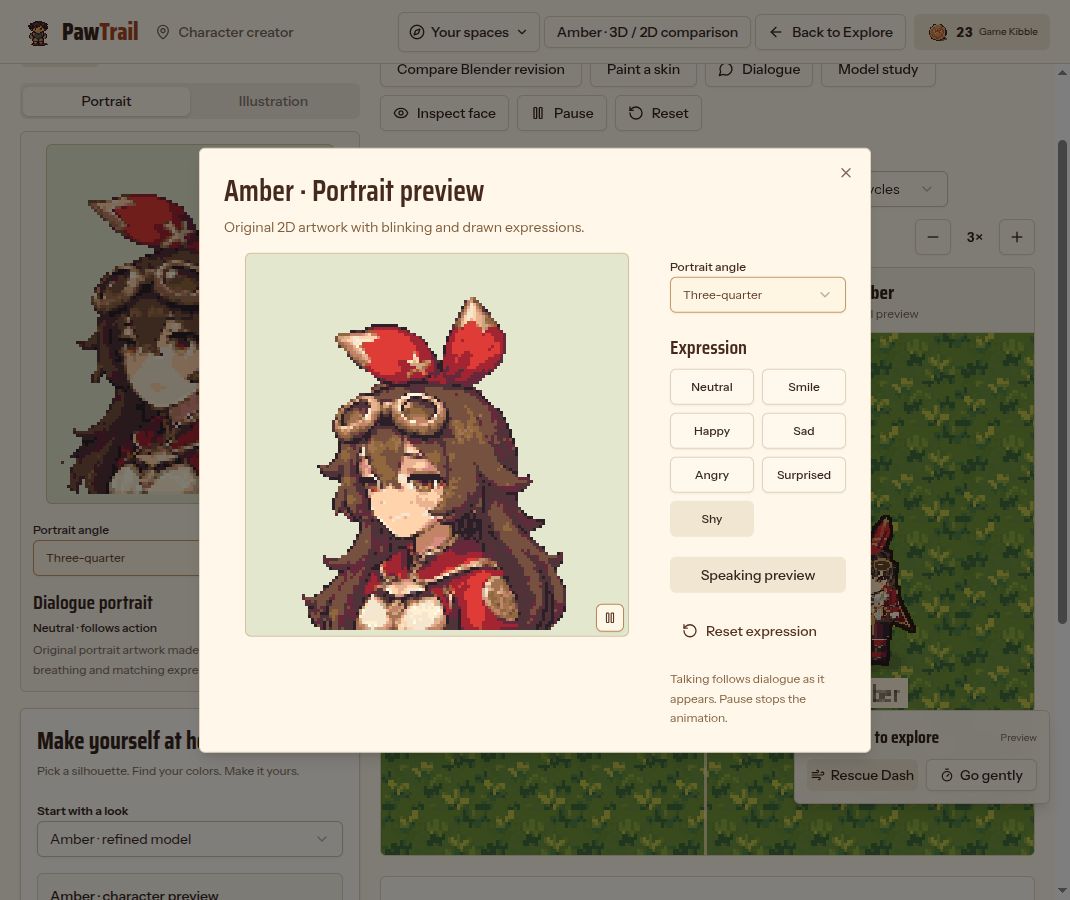 PawTrail
Character creator
Your spaces
Amber · 3D / 2D comparison
Back to Explore
23 Game Kibble
Compare Blender revision
Paint a skin
Dialogue
Model study
Portrait
Illustration
Inspect face
Pause
Reset
3×
preview
Amber · Portrait preview
Original 2D artwork with blinking and drawn expressions.
Portrait angle
Three-quarter
Expression
Neutral
Smile
Happy
Sad
Angry
Surprised
Shy
Speaking preview
Reset expression
Talking follows dialogue as it
appears. Pause stops the
animation.
Portrait angle
Three-quarter
Dialogue portrait
Neutral · follows action
Original portrait artwork made
breathing and matching
Make yourself at
Pick a silhouette. Find your colors. Make it yours.
Start with a look
Amber · refined model
Amber · character preview
to explore
Preview
Rescue Dash
Go gently